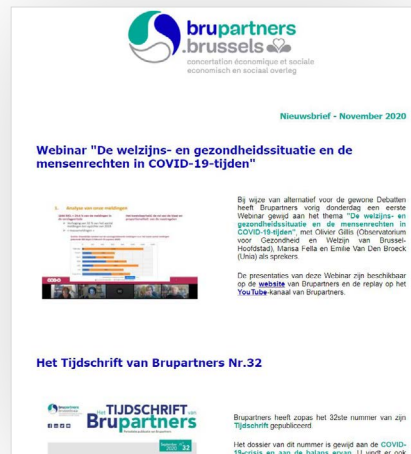 brupartners
.brussels
concertation économique et sociale
economisch en sociaal overleg
Nieuwsbrief - November 2020
Webinar "De welzijns- en gezondheidssituatie en de
mensenrechten in COVID-19-tijden"
Bij wijze van alternatief voor de gewone Debatten
heeft Brupartners vorig donderdag een eerste
Webinar gewijd aan het thema "De welzijns- en
gezondheidssituatie en de mensenrechten in
COVID-19-tijden", met Olivier Gillis (Observatorium
voor Gezondheid en Welzijn van Brussel-
Hoofdstad), Marisa Fella en Emilie Van Den Broeck
(Unia) als sprekers.
De presentaties van deze Webinar zijn beschikbaar
op de website van Brupartners en de replay op het
YouTube-kanaal van Brupartners.
Het Tijdschrift van Brupartners Nr.32
Het TIJDSCHRIFT van
Brupartners
32
Brupartners heeft zopas het 32ste nummer van zijn
Tijdschrift gepubliceerd.
Het dossier van dit nummer is gewijd aan de COVID-
19-crisis en aan de balans ervan. U vindt er ook